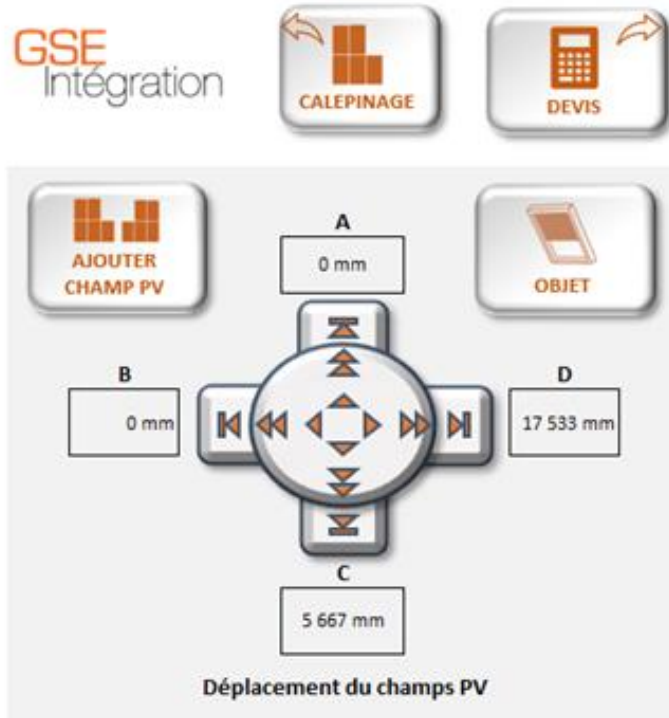 GSE
Intégration
CALEPINAGE
DEVIS
AJOUTER
CHAMP PV
OBJET
A
0 mm
B
0 mm
D
17 533 mm
C
5 667 mm
Déplacement du champs PV